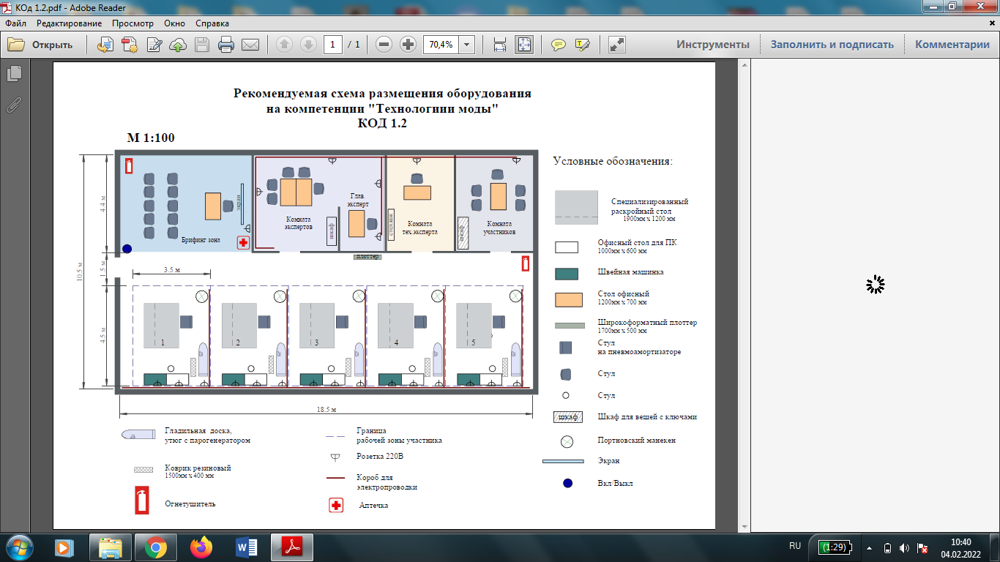 КОд 1.2.pdf - Adobe Reader
Файл Редактирование Просмотр Окно Справка
Открыть 1 / 1 70,4% Инструменты Заполнить и подписать Комментарии
Рекомендуемая схема размещения оборудования
на компетенции "Технологиии моды"
КОД 1.2
М 1:100
4.4 м
1.5 м
10.5 м
4.5 м
3.5 м
18.5 м
Брифинг зона
экран
Комната
экспертов
шкаф
Глав.
эксперт
стеллаж
Комната
тех.эксперта
шкаф
Комната
участников
плоттер
1
2
3
4
5
Условные обозначения:
Специализированный
раскройный стол
1900мм х 1200 мм
Офисный стол для ПК
1000мм х 600 мм
Швейная машинка
Стол офисный
1200мм х 700 мм
Широкоформатный плоттер
1700мм х 500 мм
Стул
на пневмоамортизаторе
Стул
Стул
шкаф
Шкаф для вещей с ключами
Портновский манекен
Экран
Вкл/Выкл
Гладильная доска,
утюг с парогенератором
Коврик резиновый
1500мм х 400 мм
Огнетушитель
Граница
рабочей зоны участника
Розетка 220В
Короб для
электропроводки
Аптечка
RU (1:29) 10:40
04.02.2022